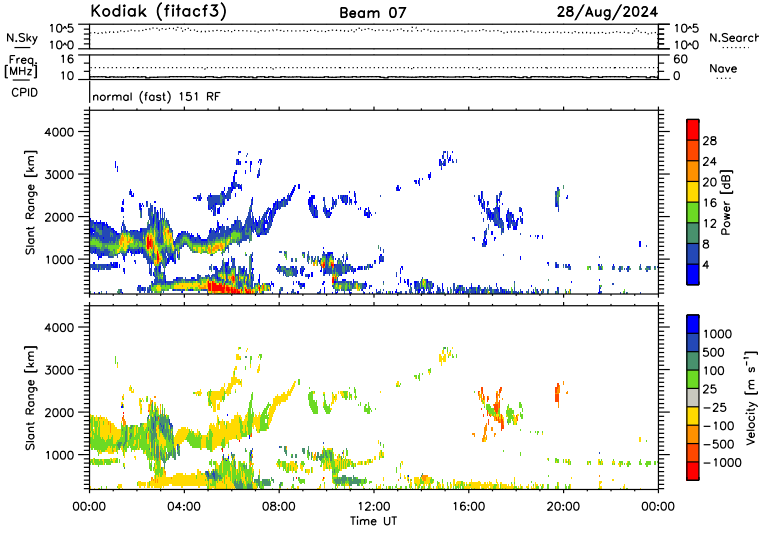 Kodiak (fitacf3) Beam 07 28/Aug/2024
N.Sky 10^5 10^0 10^5 10^0 N.Search
Freq. [MHz] 16 10 60 0 Nave
CPID normal (fast) 151 RF
Slant Range [km] 4000 3000 2000 1000
Power [dB] 28 24 20 16 12 8 4
Slant Range [km] 4000 3000 2000 1000
Velocity [m s⁻¹] 1000 500 100 25 −25 −100 −500 −1000
00:00 04:00 08:00 12:00 16:00 20:00 00:00
Time UT